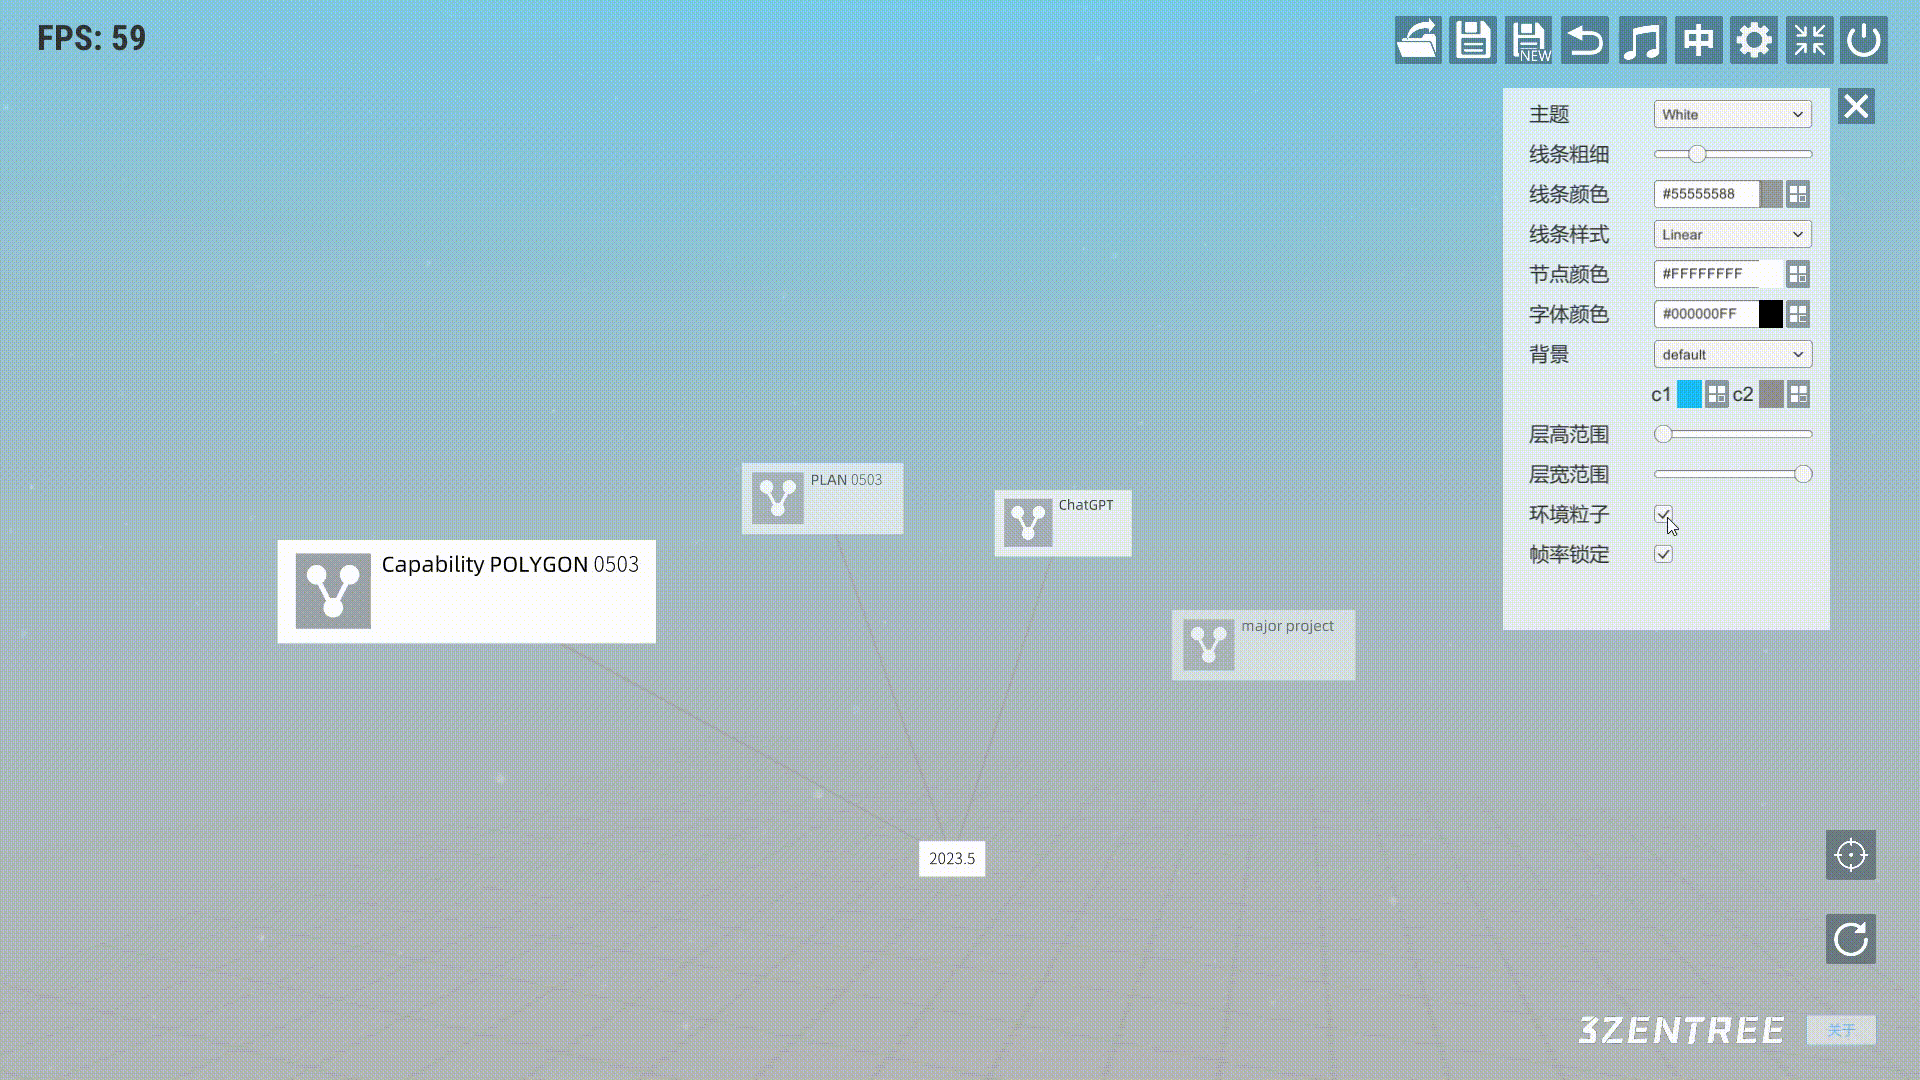 FPS: 59
NEW
中
主题
White
线条粗细
线条颜色
#55555588
线条样式
Linear
节点颜色
#FFFFFFFF
字体颜色
#000000FF
背景
default
c1
c2
层高范围
层宽范围
环境粒子
帧率锁定
PLAN 0503
ChatGPT
Capability POLYGON 0503
major project
2023.5
3ZENTREE
关于